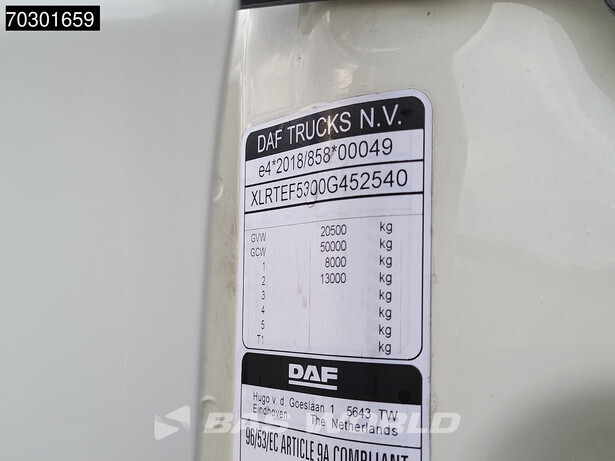 70301659
DAF TRUCKS N.V.
e4*2018/858*00049
XLRTEF5300G452540
GVW 20500 kg
GCW 50000 kg
1 8000 kg
2 13000 kg
3 kg
4 kg
5 kg
T1 kg
DAF
Hugo v. d. Goeslaan 1 5643 TW
Eindhoven, The Netherlands
BAS WORLD
96/53/EC ARTICLE 9A COMPLIANT